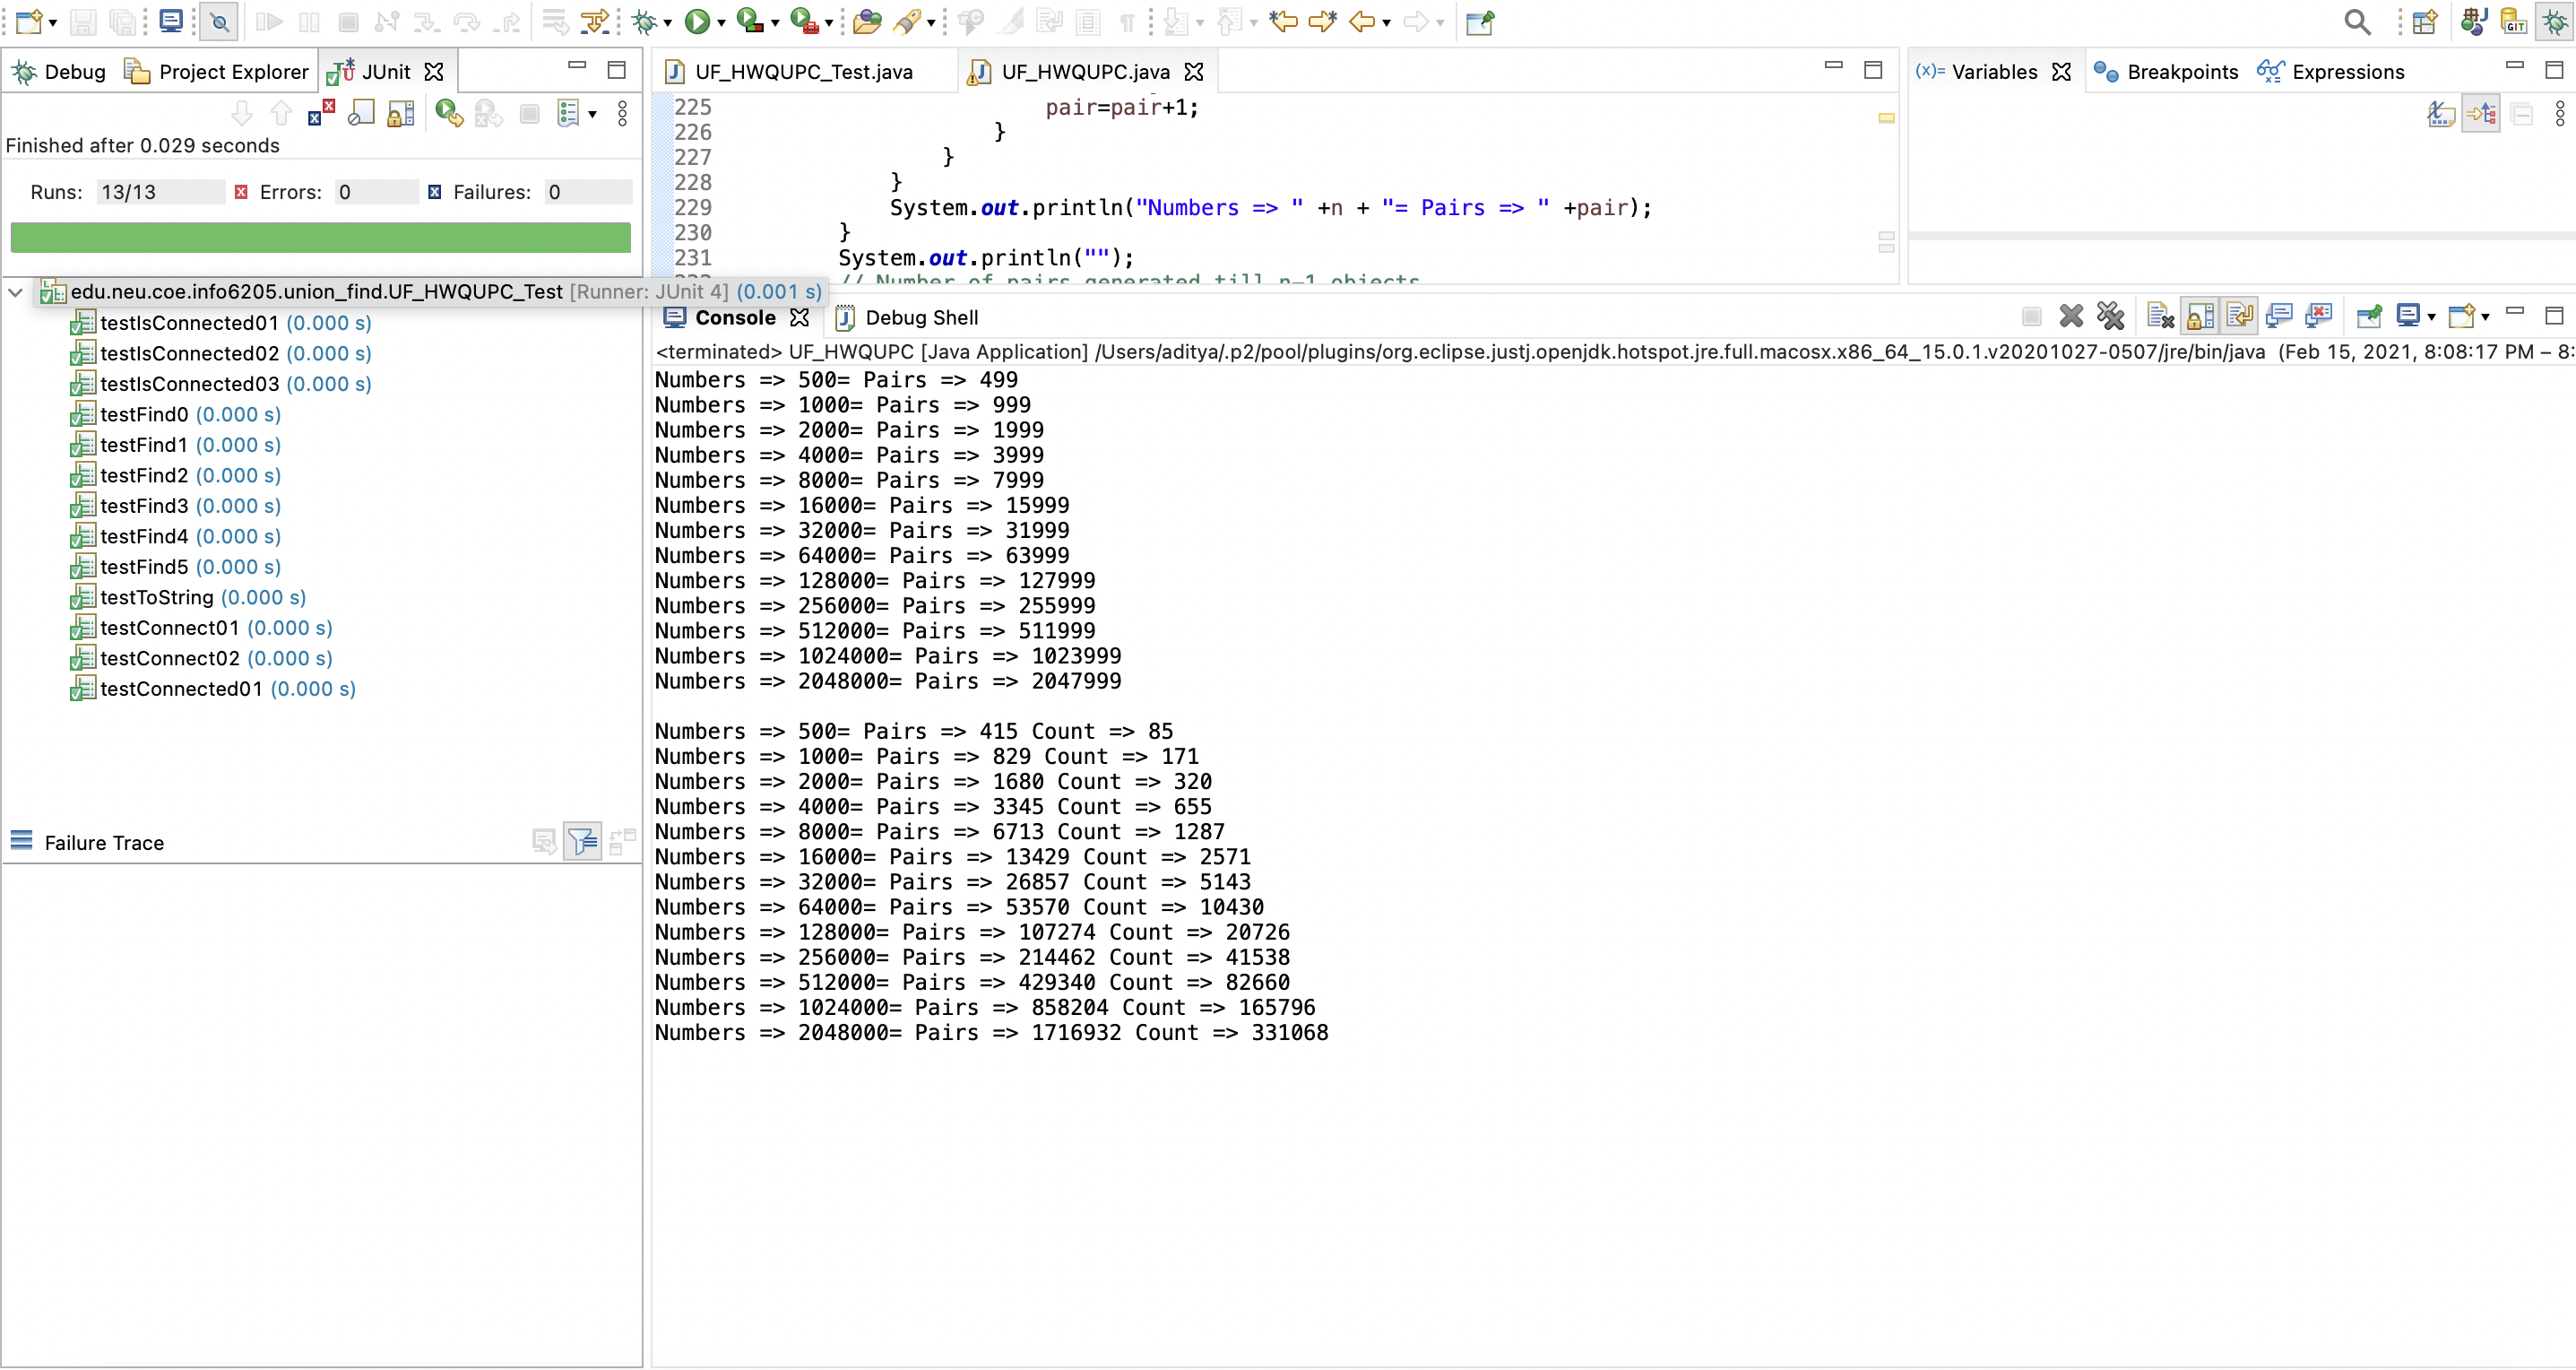 Debug
Project Explorer
JUnit
Finished after 0.029 seconds
Runs: 13/13 Errors: 0 Failures: 0
edu.neu.coe.info6205.union_find.UF_HWQUPC_Test [Runner: JUnit 4] (0.001 s)
testIsConnected01 (0.000 s)
testIsConnected02 (0.000 s)
testIsConnected03 (0.000 s)
testFind0 (0.000 s)
testFind1 (0.000 s)
testFind2 (0.000 s)
testFind3 (0.000 s)
testFind4 (0.000 s)
testFind5 (0.000 s)
testToString (0.000 s)
testConnect01 (0.000 s)
testConnect02 (0.000 s)
testConnected01 (0.000 s)
Failure Trace
UF_HWQUPC_Test.java
UF_HWQUPC.java
225 pair=pair+1;
226 }
227 }
228 }
229 System.out.println("Numbers => " +n + "= Pairs => " +pair);
230 }
231 System.out.println("");
// Number of pairs generated till n-1 objects
(x)= Variables
Breakpoints
Expressions
GIT
Console
Debug Shell
<terminated> UF_HWQUPC [Java Application] /Users/aditya/.p2/pool/plugins/org.eclipse.justj.openjdk.hotspot.jre.full.macosx.x86_64_15.0.1.v20201027-0507/jre/bin/java (Feb 15, 2021, 8:08:17 PM – 8:
Numbers => 500= Pairs => 499
Numbers => 1000= Pairs => 999
Numbers => 2000= Pairs => 1999
Numbers => 4000= Pairs => 3999
Numbers => 8000= Pairs => 7999
Numbers => 16000= Pairs => 15999
Numbers => 32000= Pairs => 31999
Numbers => 64000= Pairs => 63999
Numbers => 128000= Pairs => 127999
Numbers => 256000= Pairs => 255999
Numbers => 512000= Pairs => 511999
Numbers => 1024000= Pairs => 1023999
Numbers => 2048000= Pairs => 2047999
Numbers => 500= Pairs => 415 Count => 85
Numbers => 1000= Pairs => 829 Count => 171
Numbers => 2000= Pairs => 1680 Count => 320
Numbers => 4000= Pairs => 3345 Count => 655
Numbers => 8000= Pairs => 6713 Count => 1287
Numbers => 16000= Pairs => 13429 Count => 2571
Numbers => 32000= Pairs => 26857 Count => 5143
Numbers => 64000= Pairs => 53570 Count => 10430
Numbers => 128000= Pairs => 107274 Count => 20726
Numbers => 256000= Pairs => 214462 Count => 41538
Numbers => 512000= Pairs => 429340 Count => 82660
Numbers => 1024000= Pairs => 858204 Count => 165796
Numbers => 2048000= Pairs => 1716932 Count => 331068